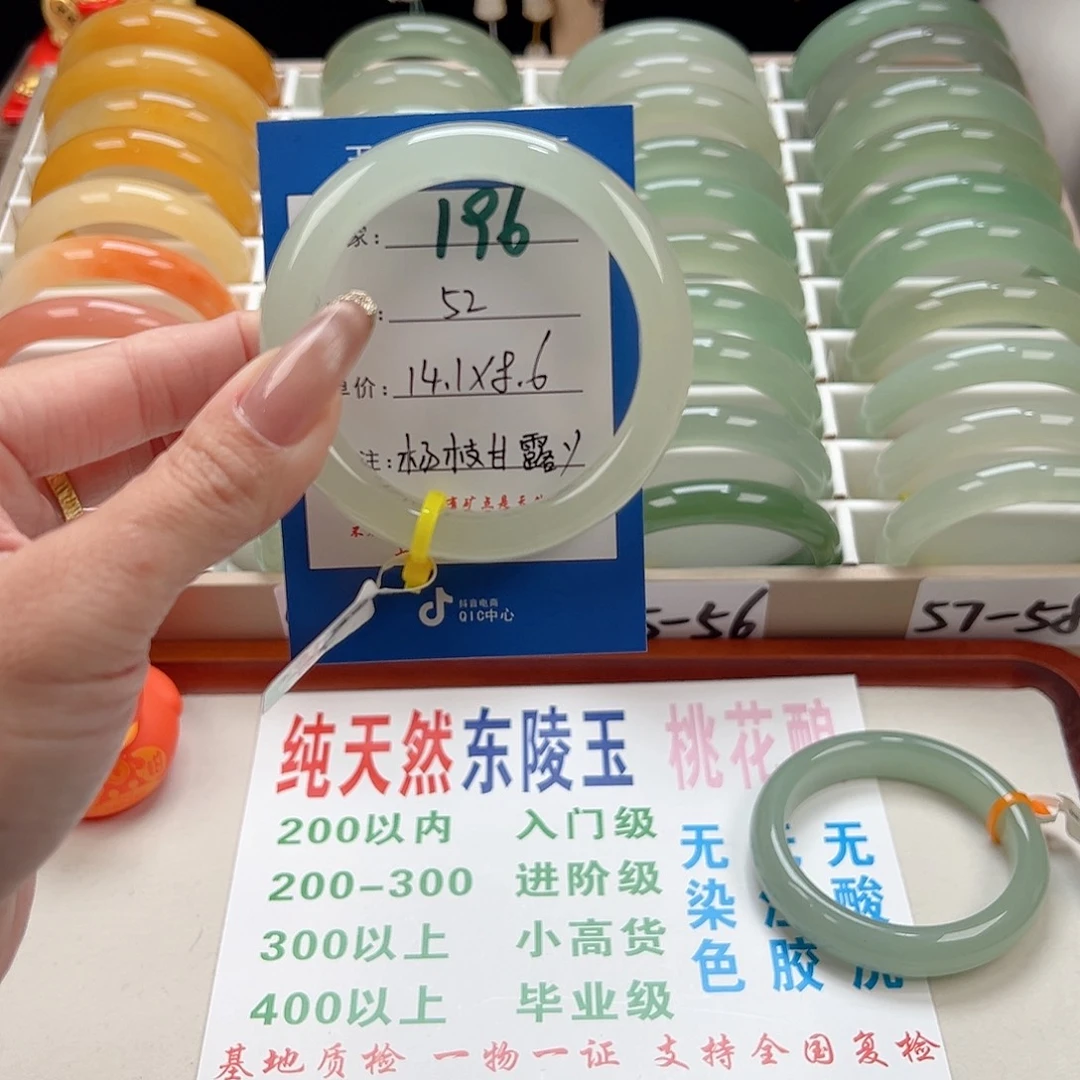 家: 196
: 52
单价: 14.1X8.6
注: 杨枝甘露
抖音电商
QIC中心
-56
57-58
纯天然东陵玉 桃花
200以内 入门级
200-300 进阶级
300以上 小高货
400以上 毕业级
无 无
染 酸
色 胶
基地质检 一物一证 支持全国复检